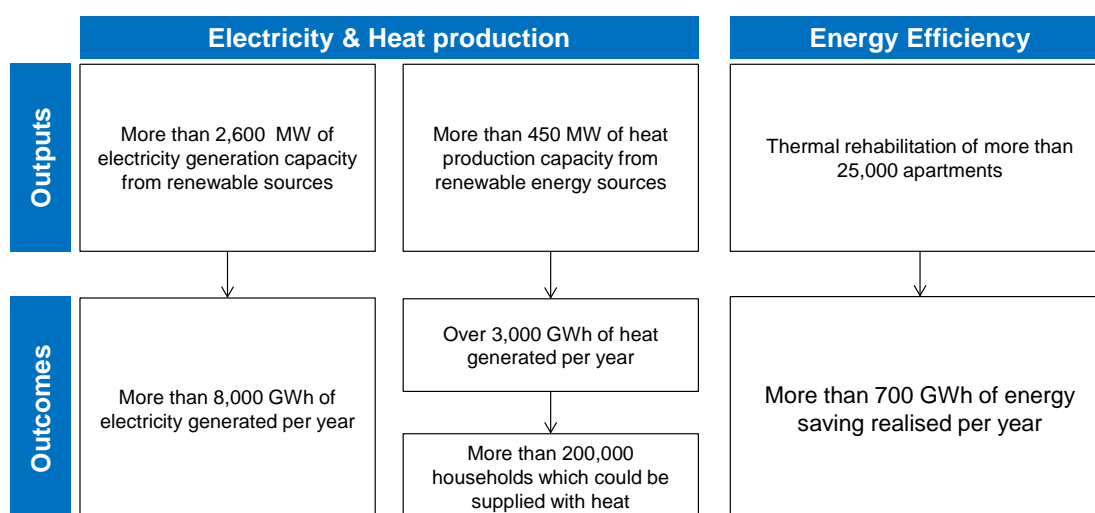 Electricity & Heat production
Energy Efficiency
Outputs
More than 2,600 MW of
electricity generation capacity
from renewable sources
More than 450 MW of heat
production capacity from
renewable energy sources
Thermal rehabilitation of more than
25,000 apartments
Outcomes
More than 8,000 GWh of
electricity generated per year
Over 3,000 GWh of heat
generated per year
More than 200,000
households which could be
supplied with heat
More than 700 GWh of energy
saving realised per year